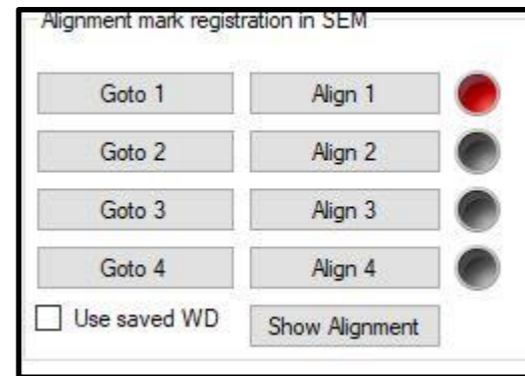 Alignment mark registration in SEM
Goto 1 Align 1
Goto 2 Align 2
Goto 3 Align 3
Goto 4 Align 4
Use saved WD Show Alignment